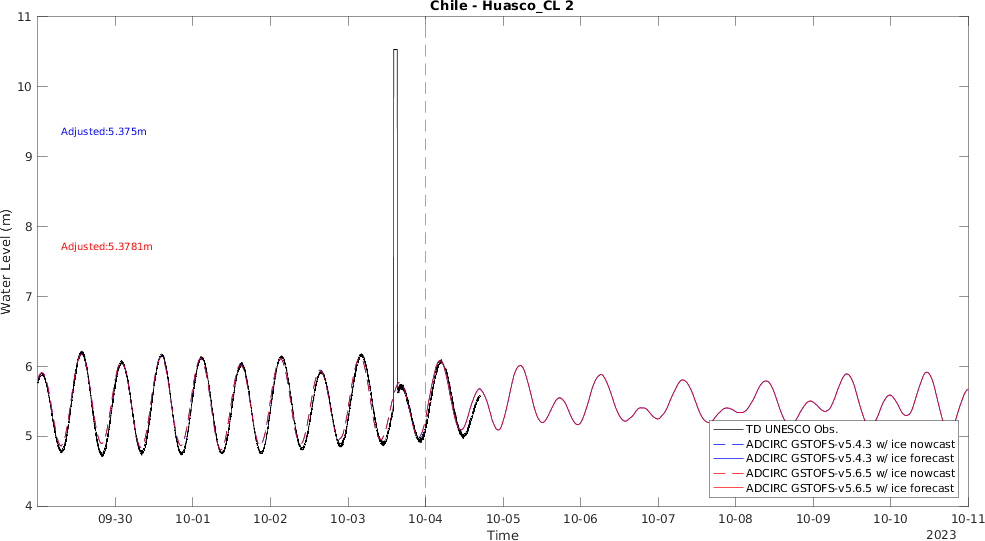 Chile - Huasco_CL 2
11
10
9
8
7
6
5
4
Water Level (m)
Adjusted:5.375m
Adjusted:5.3781m
TD UNESCO Obs.
ADCIRC GSTOFS-v5.4.3 w/ ice nowcast
ADCIRC GSTOFS-v5.4.3 w/ ice forecast
ADCIRC GSTOFS-v5.6.5 w/ ice nowcast
ADCIRC GSTOFS-v5.6.5 w/ ice forecast
09-30 10-01 10-02 10-03 10-04 10-05 10-06 10-07 10-08 10-09 10-10 10-11
Time
2023